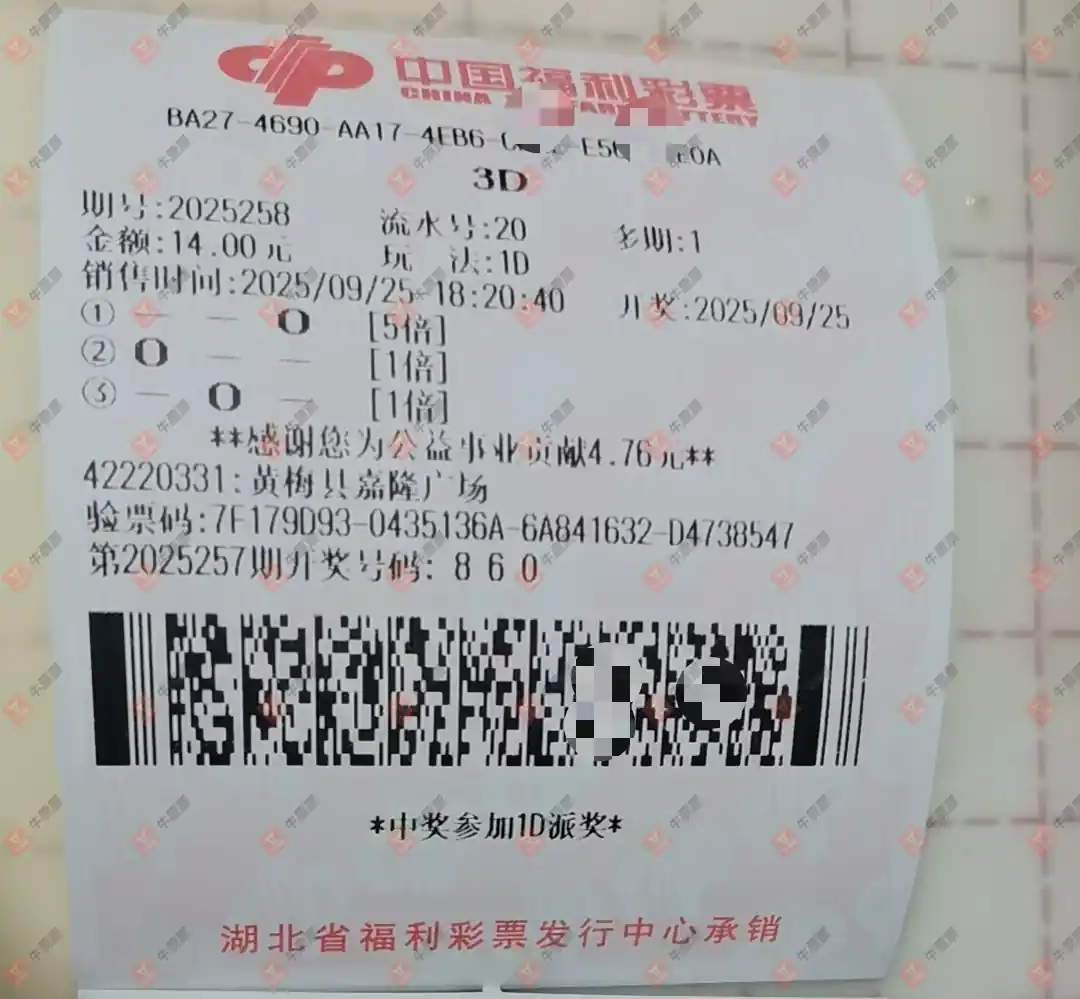 中国福利彩票
CHINA
BA27-4690-AA17-4EB6- E50A
3D
期号:2025258 流水号:20 多期:1
金额:14.00元 玩 法:1D
销售时间:2025/09/25-18:20:40 开奖:2025/09/25
① — — 0 [5倍]
② 0 — — [1倍]
③ — 0 — [1倍]
**感谢您为公益事业贡献4.76元**
42220331:黄梅县嘉隆广场
验票码:7F179D93-0435136A-6A841632-D4738547
第2025257期开奖号码: 8 6 0
*中奖参加1D派奖*
湖北省福利彩票发行中心承销